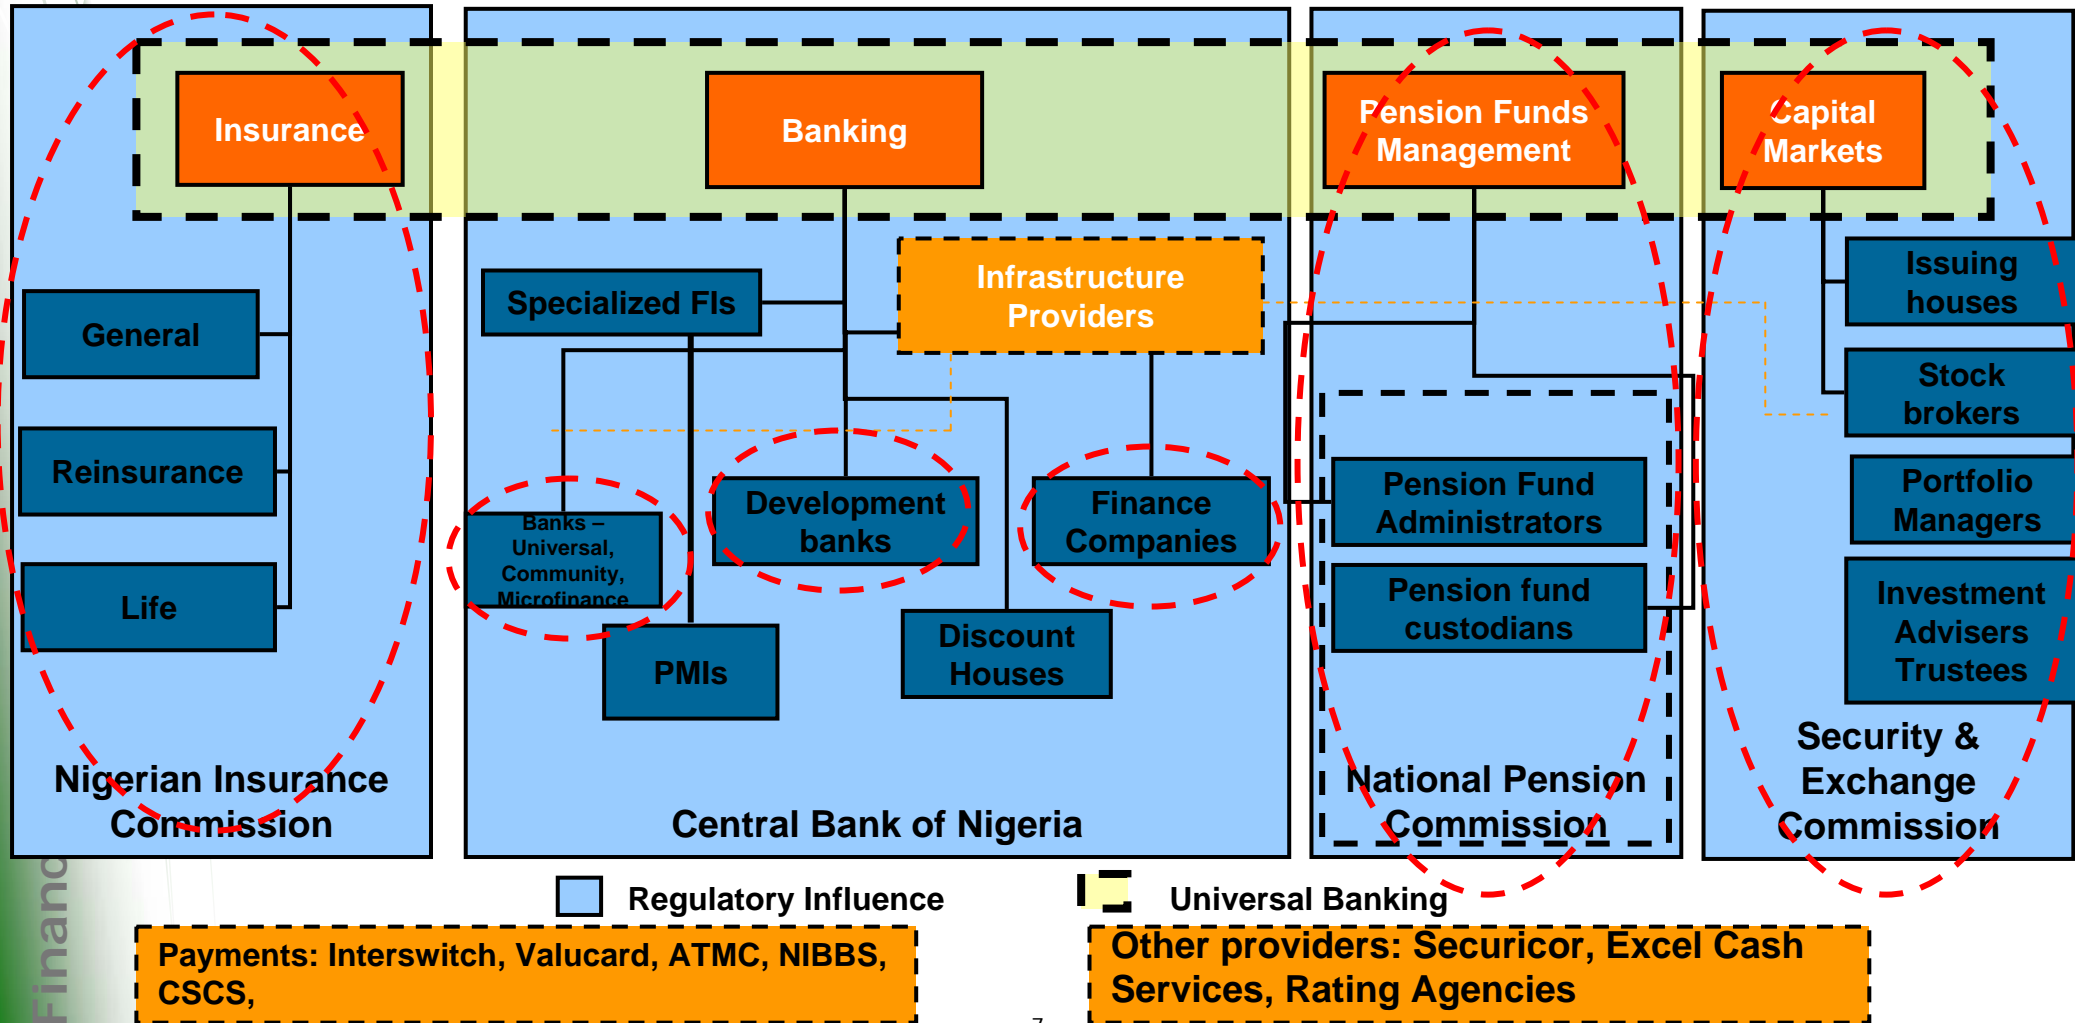 Insurance
Banking
Pension Funds
Management
Capital
Markets
Infrastructure
Providers
Specialized FIs
Issuing
houses
General
Stock
brokers
Reinsurance
Banks –
Universal,
Community,
Microfinance
Development
banks
Finance
Companies
Pension Fund
Administrators
Portfolio
Managers
Life
PMIs
Discount
Houses
Pension fund
custodians
Investment
Advisers
Trustees
Nigerian Insurance
Commission
Central Bank of Nigeria
National Pension
Commission
Security &
Exchange
Commission
Regulatory Influence
Universal Banking
Payments: Interswitch, Valucard, ATMC, NIBBS,
CSCS,
Other providers: Securicor, Excel Cash
Services, Rating Agencies